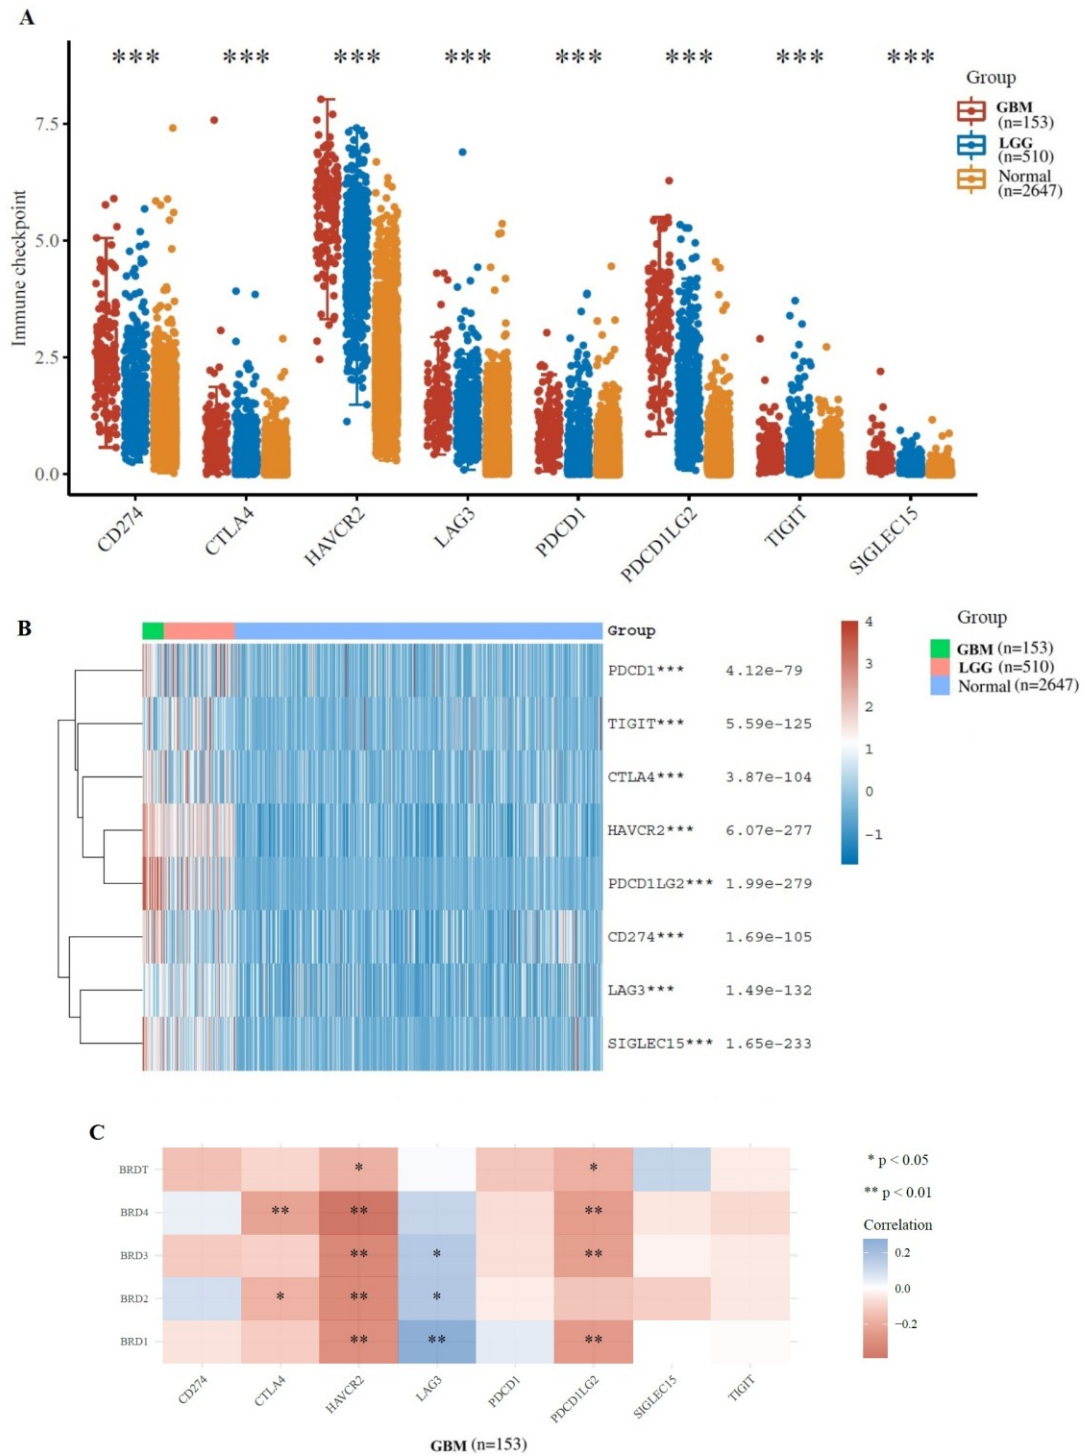 A
*** *** *** *** *** *** *** ***
Group
GBM
(n=153)
LGG
(n=510)
Normal
(n=2647)
Immune checkpoint
7.5
5.0
2.5
0.0
CD274 CTLA4 HAVCR2 LAG3 PDCD1 PDCD1LG2 TIGIT SIGLEC15
B
Group
PDCD1*** 4.12e-79
TIGIT*** 5.59e-125
CTLA4*** 3.87e-104
HAVCR2*** 6.07e-277
PDCD1LG2*** 1.99e-279
CD274*** 1.69e-105
LAG3*** 1.49e-132
SIGLEC15*** 1.65e-233
4
3
2
1
0
-1
Group
GBM (n=153)
LGG (n=510)
Normal (n=2647)
C
BRDT * *
BRD4 ** ** **
BRD3 ** * **
BRD2 * ** *
BRD1 ** ** **
CD274 CTLA4 HAVCR2 LAG3 PDCD1 PDCD1LG2 SIGLEC15 TIGIT
GBM (n=153)
* p < 0.05
** p < 0.01
Correlation
0.2
0.0
-0.2